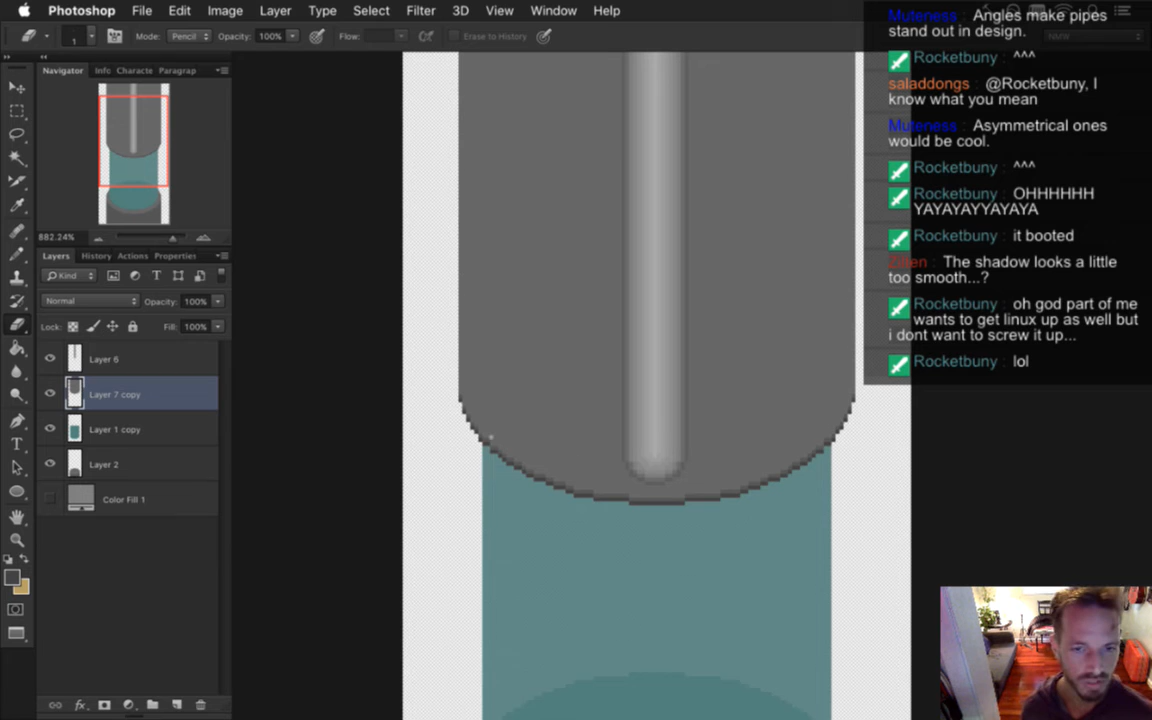 Photoshop File Edit Image Layer Type Select Filter 3D View Window Help
1 Mode: Pencil Opacity: 100% Flow: Erase to History
Navigator Info Characte Paragrap
882.24%
Layers History Actions Properties
Kind
Normal Opacity: 100%
Lock: Fill: 100%
Layer 6
Layer 7 copy
Layer 1 copy
Layer 2
Color Fill 1
fx
Muteness : Angles make pipes
stand out in design.
Rocketbuny : ^^^
saladdongs : @Rocketbuny, I
know what you mean
Muteness : Asymmetrical ones
would be cool.
Rocketbuny : ^^^
Rocketbuny : OHHHHHH
YAYAYAYYAYAYA
Rocketbuny : it booted
: The shadow looks a little
too smooth...?
Rocketbuny : oh god part of me
wants to get linux up as well but
i dont want to screw it up...
Rocketbuny : lol